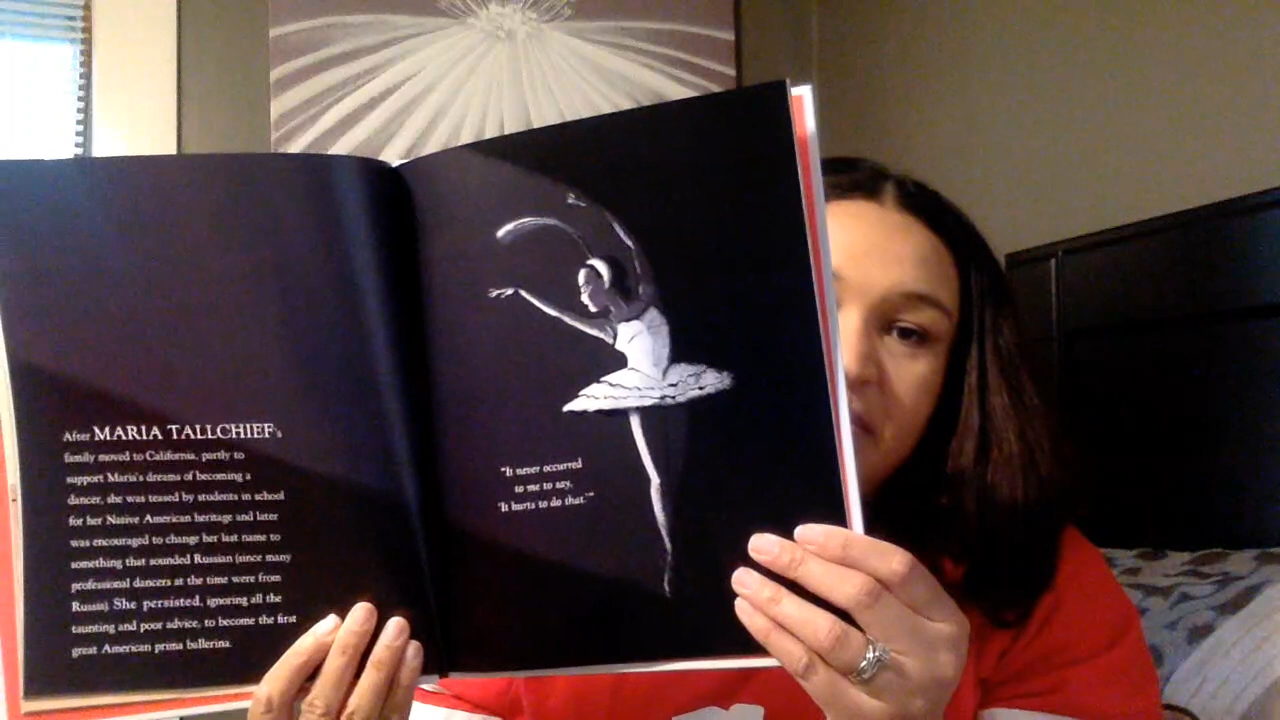 After MARIA TALLCHIEF's
family moved to California, partly to
support Maria's dreams of becoming a
dancer, she was teased by students in school
for her Native American heritage and later
was encouraged to change her last name to
something that sounded Russian (since many
professional dancers at the time were from
Russia). She persisted, ignoring all the
taunting and poor advice, to become the first
great American prima ballerina.
"It never occurred
to me to say,
'It hurts to do that.'"